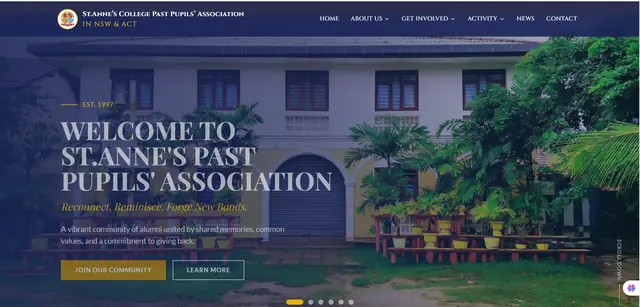 St.Anne's College Past Pupils' Association
IN NSW & ACT
HOME
ABOUT US
GET INVOLVED
ACTIVITY
NEWS
CONTACT
EST. 1997
WELCOME TO
ST.ANNE'S PAST
PUPILS' ASSOCIATION
Reconnect. Reminisce. Forge New Bonds.
A vibrant community of alumni united by shared memories, common
values, and a commitment to giving back.
JOIN OUR COMMUNITY
LEARN MORE
SCROLL DOWN